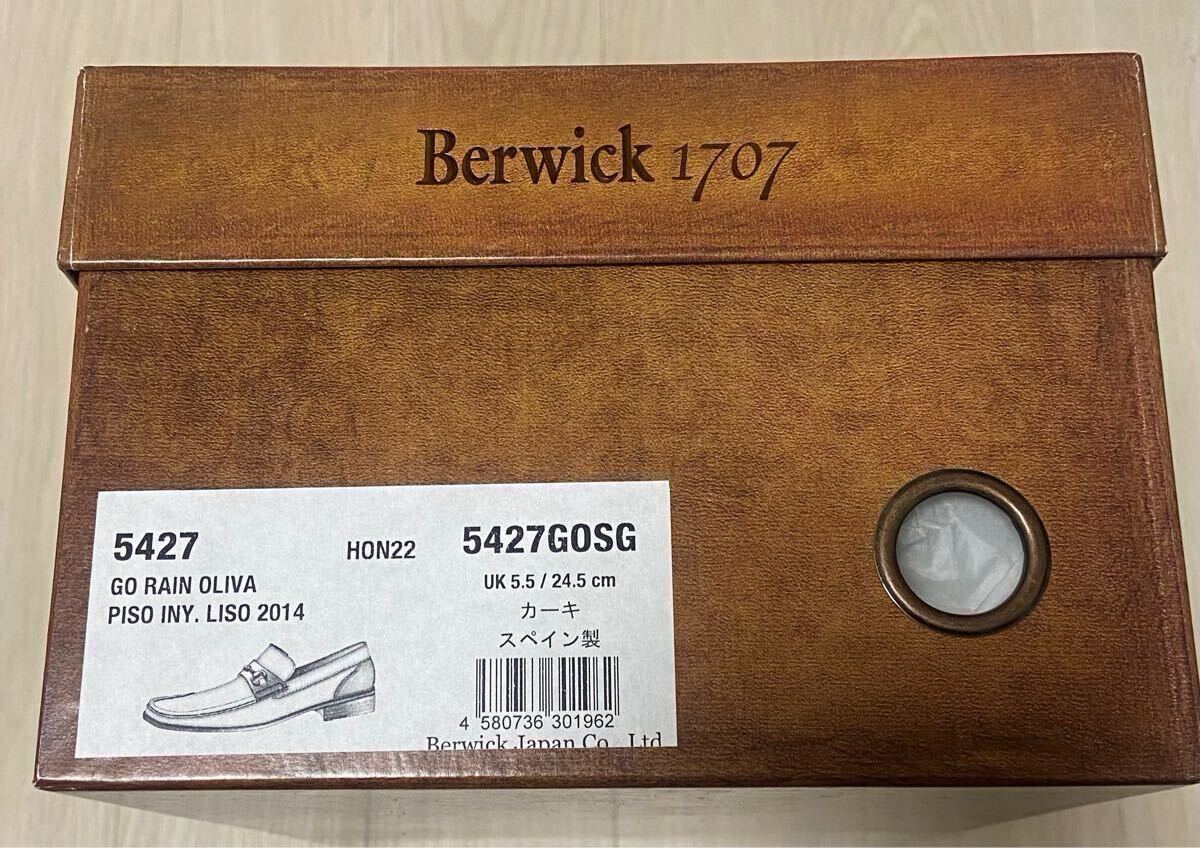 Berwick 1707
5427 HON22 5427GOSG
GO RAIN OLIVA
PISO INY. LISO 2014
UK 5.5 / 24.5 cm
カーキ
スペイン製
4 580736 301962
Berwick Japan Co., Ltd